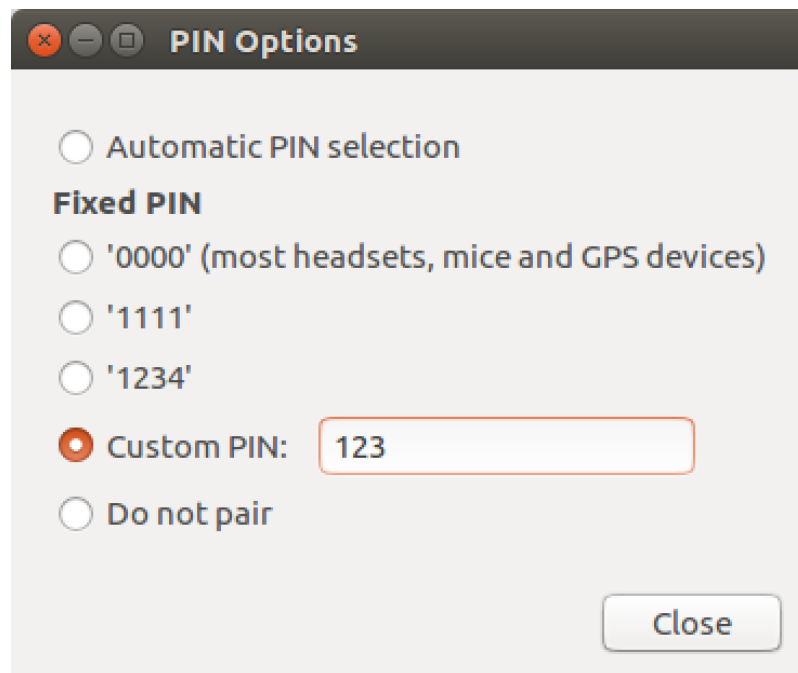 PIN Options
Automatic PIN selection
Fixed PIN
'0000' (most headsets, mice and GPS devices)
'1111'
'1234'
Custom PIN: 123
Do not pair
Close